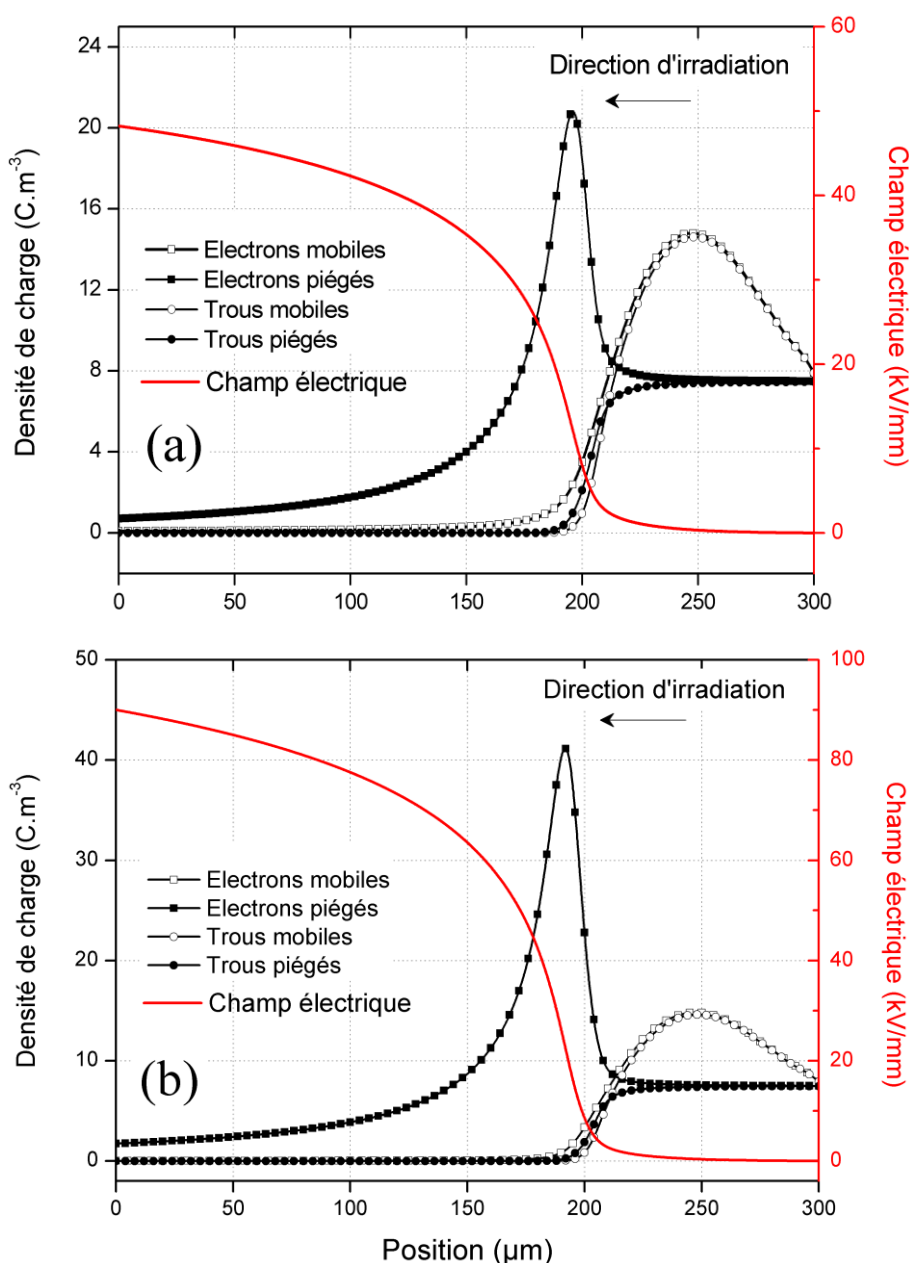 Direction d'irradiation
Densité de charge (C.m-3)
24
20
16
12
8
4
0
Electrons mobiles
Electrons piégés
Trous mobiles
Trous piégés
Champ électrique
(a)
60
40
20
0
Champ électrique (kV/mm)
0 50 100 150 200 250 300
Direction d'irradiation
Densité de charge (C.m-3)
50
40
30
20
10
0
Electrons mobiles
Electrons piégés
Trous mobiles
Trous piégés
Champ électrique
(b)
100
80
60
40
20
0
Champ électrique (kV/mm)
0 50 100 150 200 250 300
Position (µm)